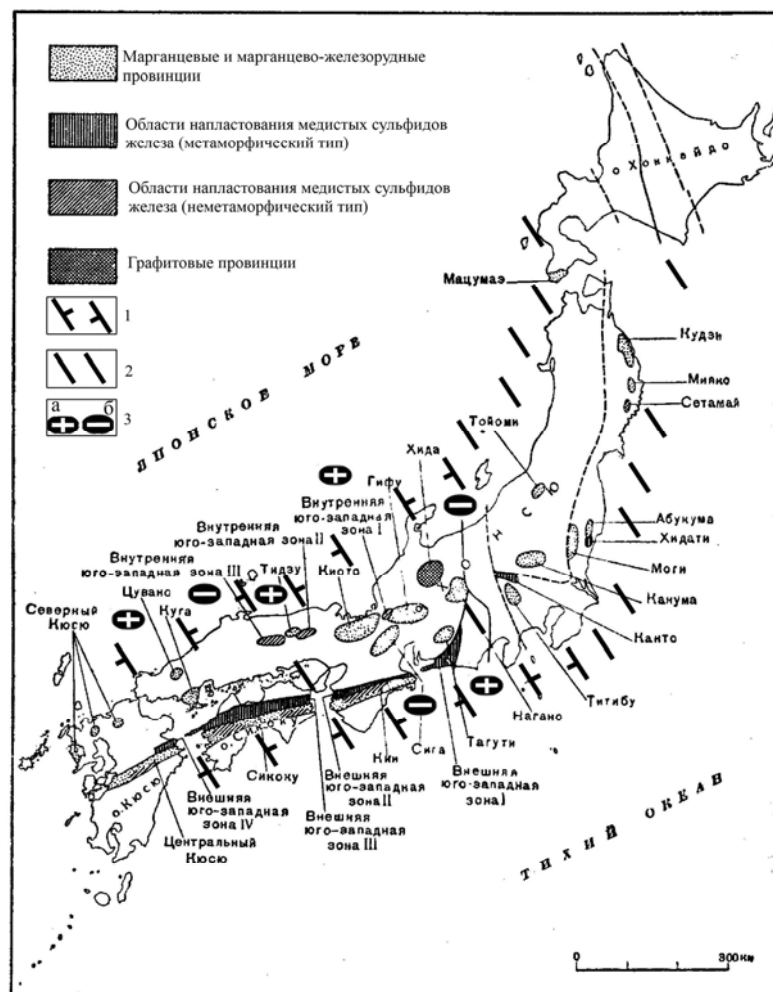 Марганцевые и марганцево-железорудные
провинции
Области напластования медистых сульфидов
железа (метаморфический тип)
Области напластования медистых сульфидов
железа (неметаморфический тип)
Графитовые провинции
1
2
а б
3
о. Хоккайдо
Мацумаэ
ЯПОНСКОЕ МОРЕ
Мияко
Сетамай
Тойоми
Хида
Гифу
Внутренняя
юго-западная
зона I
Внутренняя
юго-западная зона II
Внутренняя
юго-западная зона III
Тидзу
Киото
Цувано
Куга
Северный
Кюсю
Абукума
Хидати
Моги
Канума
Канто
Титибу
Нагано
Тагути
Сига
Кии
Сикоку
о. Сикоку
о. Кюсю
Внешняя
юго-западная
зона I
Внешняя
юго-западная
зона II
Внешняя
юго-западная
зона III
Внешняя
юго-западная
зона IV
Центральный
Кюсю
ТИХИЙ ОКЕАН
0 300 км